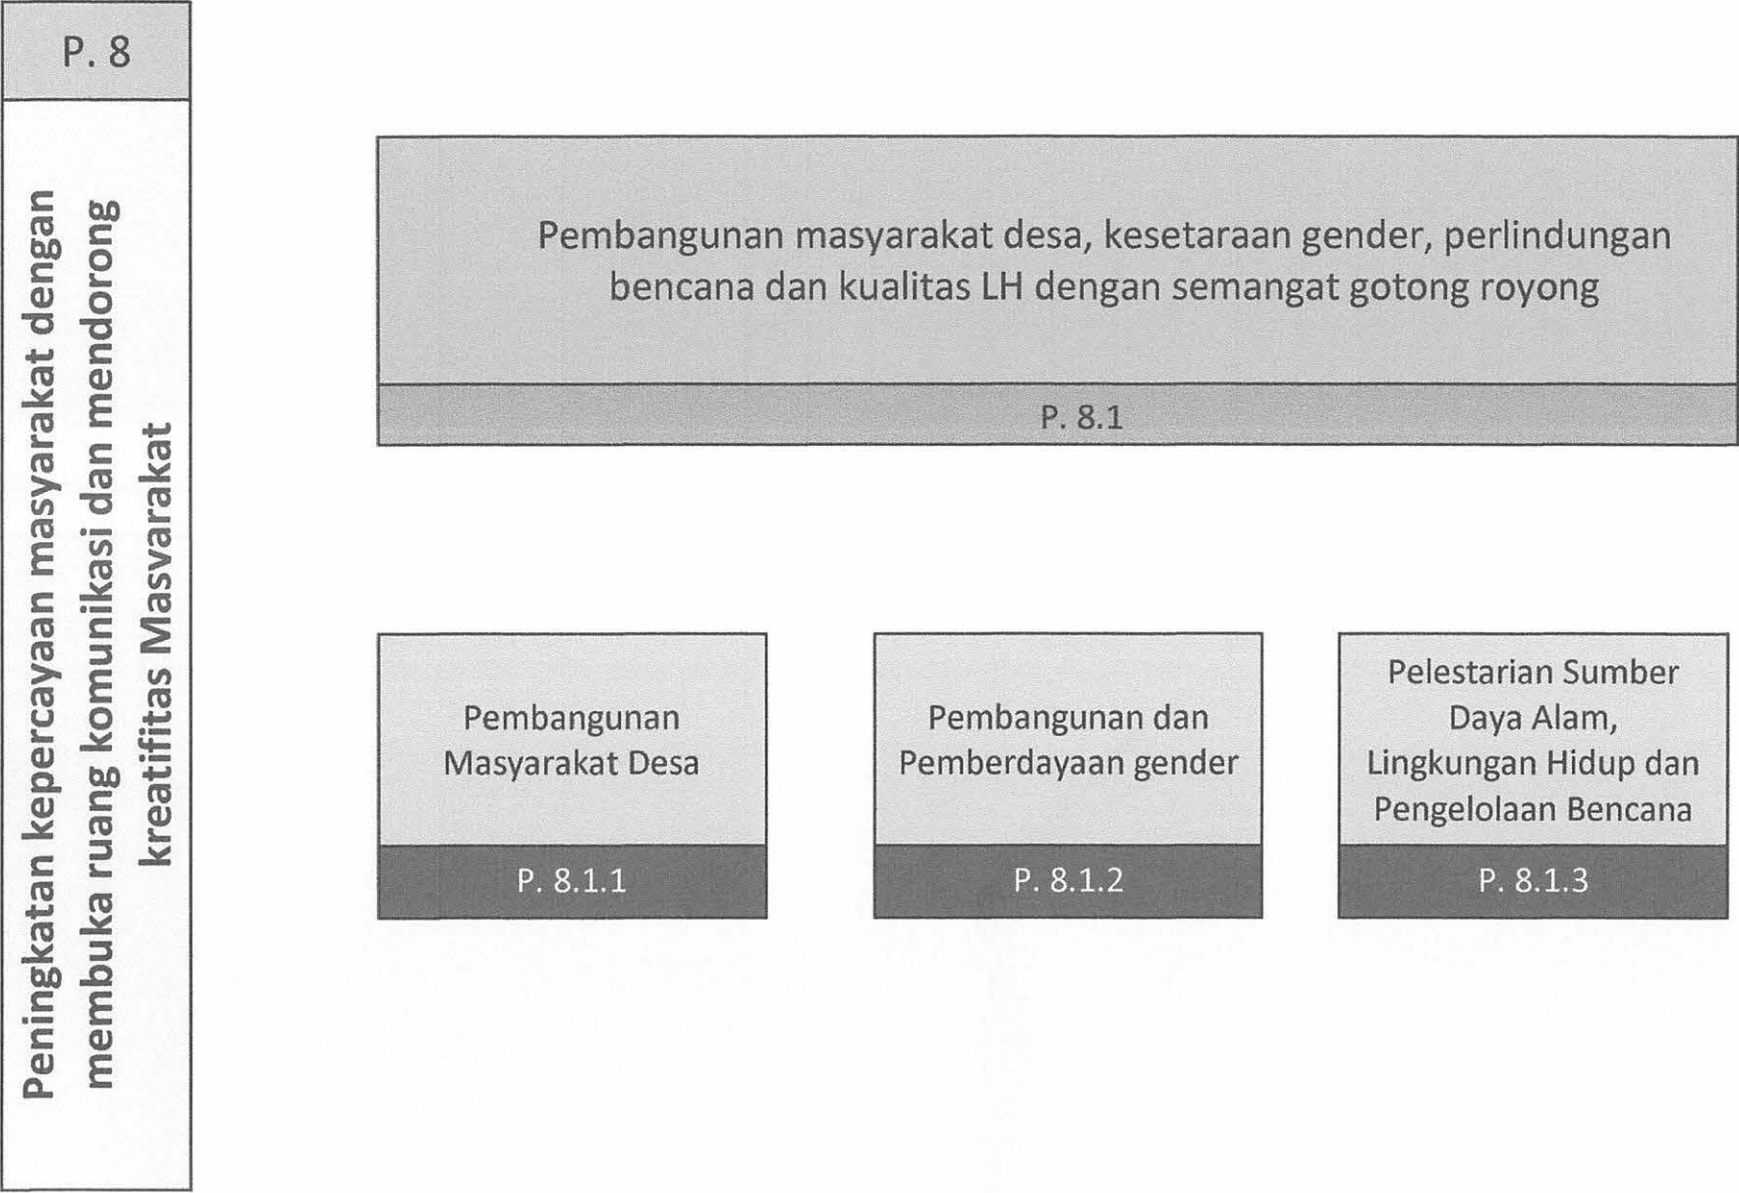 P. 8
Peningkatan kepercayaan masyarakat dengan
membuka ruang komunikasi dan mendorong
kreatifitas Masvarakat
Pembangunan masyarakat desa, kesetaraan gender, perlindungan
bencana dan kualitas LH dengan semangat gotong royong
P. 8.1
Pembangunan
Masyarakat Desa
P. 8.1.1
Pembangunan dan
Pemberdayaan gender
P. 8.1.2
Pelestarian Sumber
Daya Alam,
Lingkungan Hidup dan
Pengelolaan Bencana
P. 8.1.3